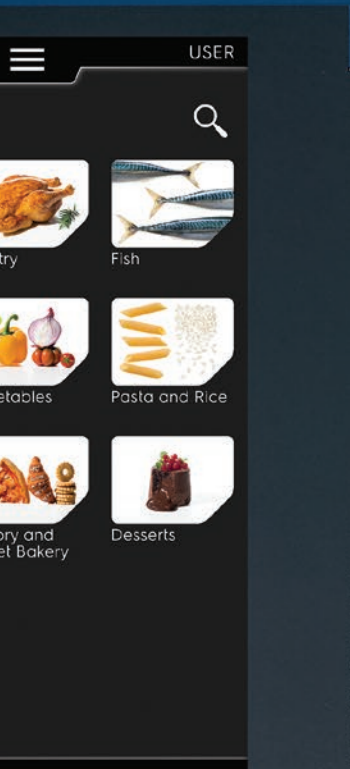 USER
try
Fish
etables
Pasta and Rice
ory and
et Bakery
Desserts